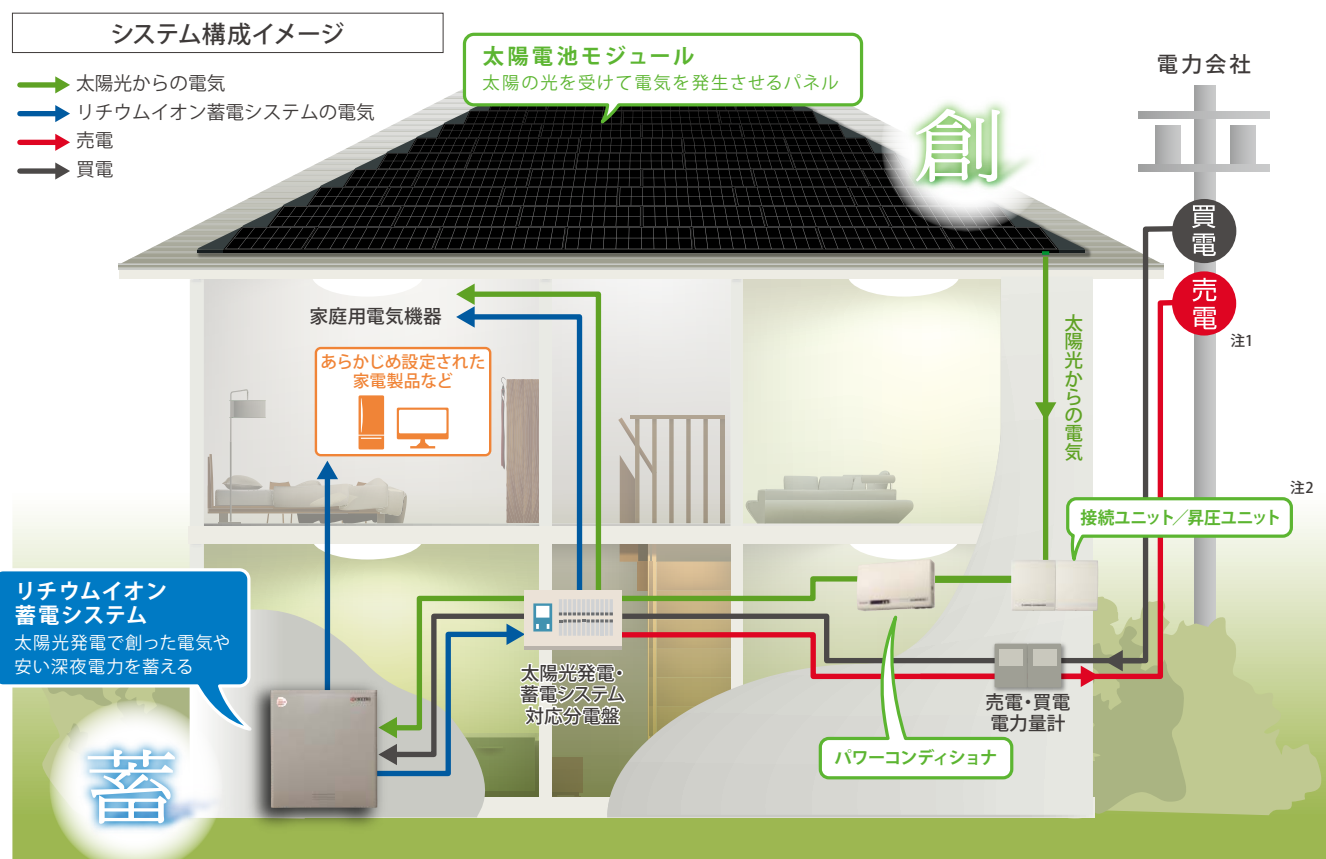 システム構成イメージ
太陽光からの電気
リチウムイオン蓄電システムの電気
売電
買電
太陽電池モジュール
太陽の光を受けて電気を発生させるパネル
創
電力会社
買電
売電
注1
家庭用電気機器
あらかじめ設定された
家電製品など
太陽光からの電気
注2
接続ユニット／昇圧ユニット
リチウムイオン
蓄電システム
太陽光発電で創った電気や
安い深夜電力を蓄える
太陽光発電・
蓄電システム
対応分電盤
売電・買電
電力量計
パワーコンディショナ
蓄